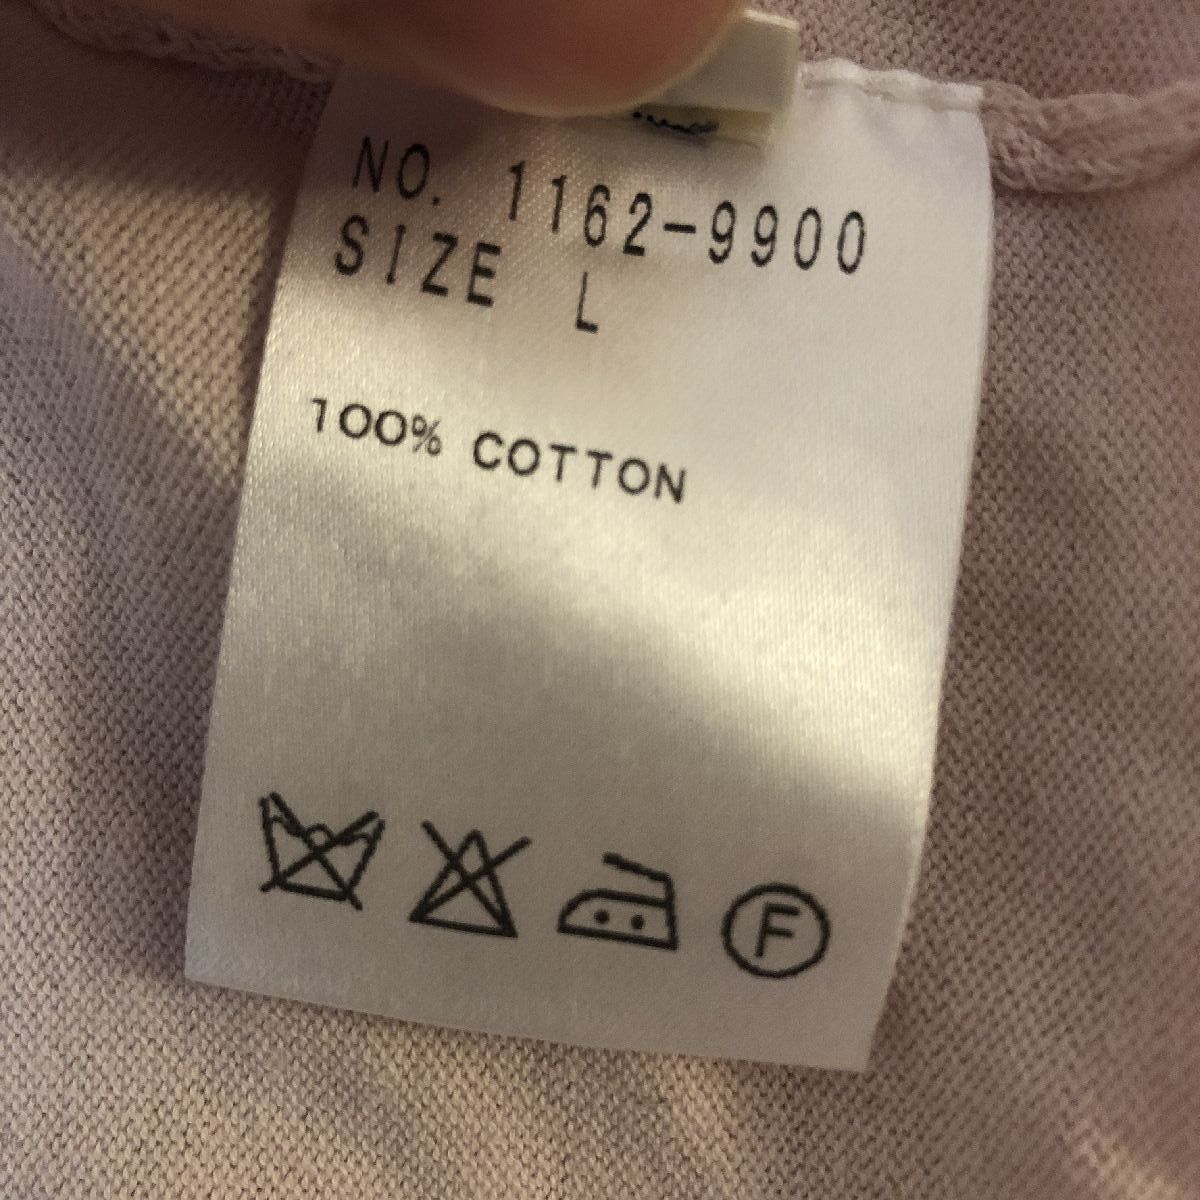 NO. 1162-9900
SIZE L
100% COTTON
F